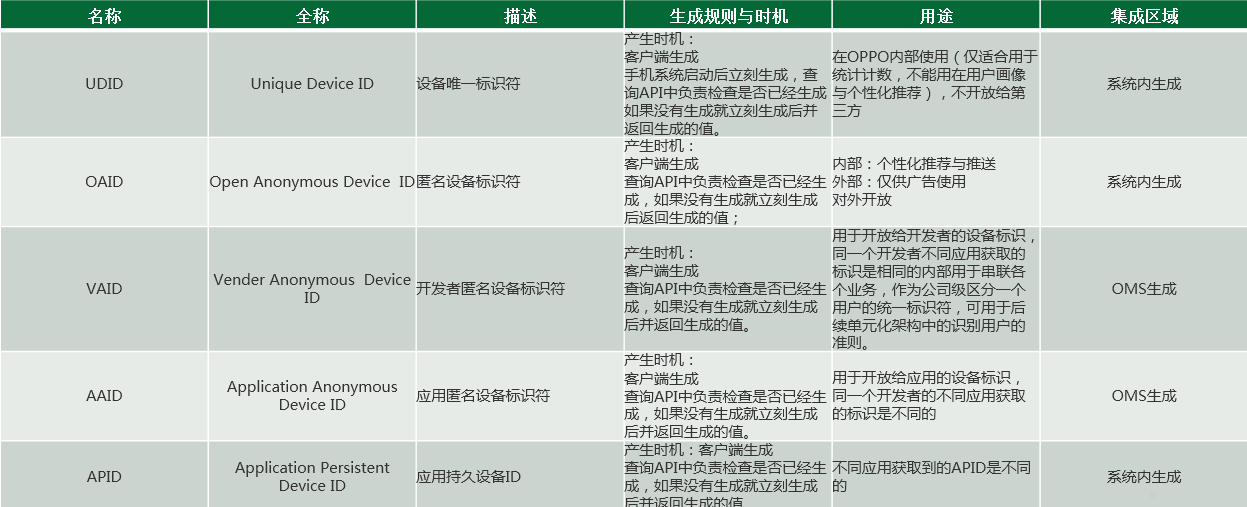 名称
全称
描述
生成规则与时机
用途
集成区域
UDID
Unique Device ID
设备唯一标识符
产生时机：
客户端生成
手机系统启动后立刻生成，查
询API中负责检查是否已经生成
如果没有生成就立刻生成后并
返回生成的值。
在OPPO内部使用（仅适合用于
统计计数，不能用在用户画像
与个性化推荐），不开放给第
三方
系统内生成
OAID
Open Anonymous Device  ID
匿名设备标识符
产生时机：
客户端生成
查询API中负责检查是否已经生
成，如果没有生成就立刻生成
后返回生成的值；
内部：个性化推荐与推送
外部：仅供广告使用
对外开放
系统内生成
VAID
Vender Anonymous  Device
ID
开发者匿名设备标识符
产生时机：
客户端生成
查询API中负责检查是否已经生
成，如果没有生成就立刻生成
后并返回生成的值。
用于开放给开发者的设备标识，
同一个开发者不同应用获取的
标识是相同的内部用于串联各
个业务，作为公司级区分一个
用户的统一标识符，可用于后
续单元化架构中的识别用户的
准则。
OMS生成
AAID
Application Anonymous
Device ID
应用匿名设备标识符
产生时机：
客户端生成
查询API中负责检查是否已经生
成，如果没有生成就立刻生成
后并返回生成的值。
用于开放给应用的设备标识，
同一个开发者的不同应用获取
的标识是不同的
OMS生成
APID
Application Persistent
Device ID
应用持久设备ID
产生时机：客户端生成
查询API中负责检查是否已经生
成，如果没有生成就立刻生成
后并返回生成的值
不同应用获取到的APID是不同
的
系统内生成